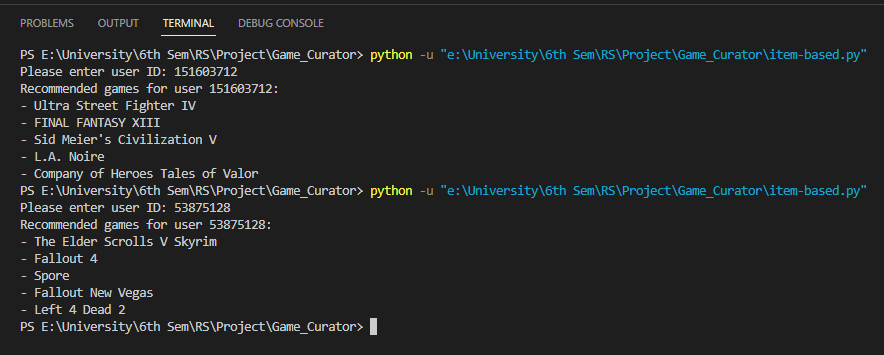 PROBLEMS OUTPUT TERMINAL DEBUG CONSOLE
PS E:\University\6th Sem\RS\Project\Game_Curator> python -u "e:\University\6th Sem\RS\Project\Game_Curator\item-based.py"
Please enter user ID: 151603712
Recommended games for user 151603712:
- Ultra Street Fighter IV
- FINAL FANTASY XIII
- Sid Meier's Civilization V
- L.A. Noire
- Company of Heroes Tales of Valor
PS E:\University\6th Sem\RS\Project\Game_Curator> python -u "e:\University\6th Sem\RS\Project\Game_Curator\item-based.py"
Please enter user ID: 53875128
Recommended games for user 53875128:
- The Elder Scrolls V Skyrim
- Fallout 4
- Spore
- Fallout New Vegas
- Left 4 Dead 2
PS E:\University\6th Sem\RS\Project\Game_Curator>